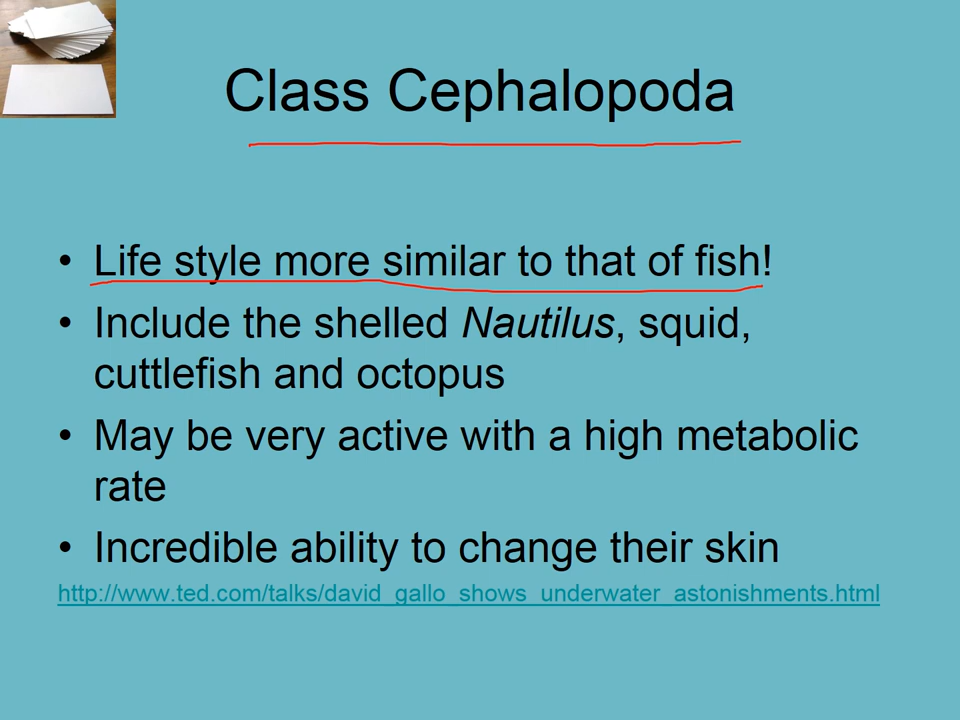 Class Cephalopoda
• Life style more similar to that of fish!
• Include the shelled Nautilus, squid,
cuttlefish and octopus
• May be very active with a high metabolic
rate
• Incredible ability to change their skin
http://www.ted.com/talks/david_gallo_shows_underwater_astonishments.html